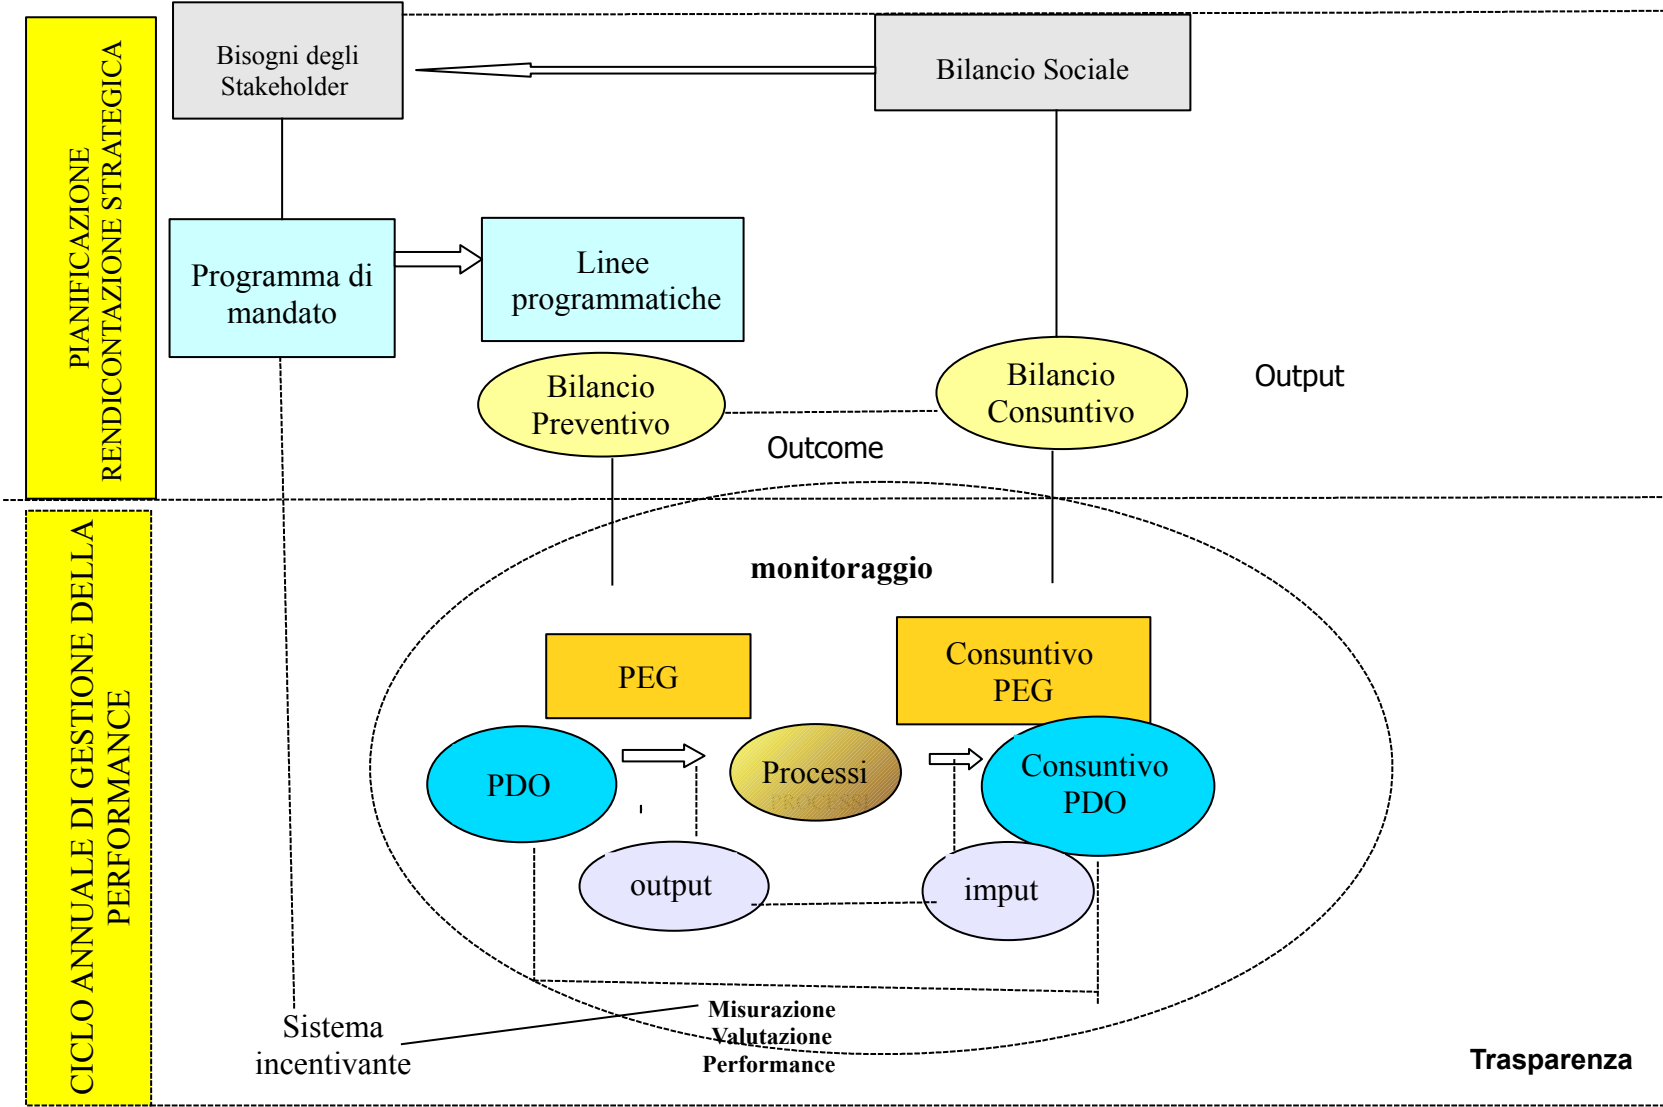 PIANIFICAZIONE
RENDICONTAZIONE STRATEGICA
Bisogni degli
Stakeholder
Bilancio Sociale
Programma di
mandato
Linee
programmatiche
Bilancio
Preventivo
Bilancio
Consuntivo
Output
Outcome
CICLO ANNUALE DI GESTIONE DELLA
PERFORMANCE
monitoraggio
PEG
Consuntivo
PEG
PDO
Processi
PROCESSI
Consuntivo
PDO
output
imput
Misurazione
Valutazione
Performance
Sistema
incentivante
Trasparenza